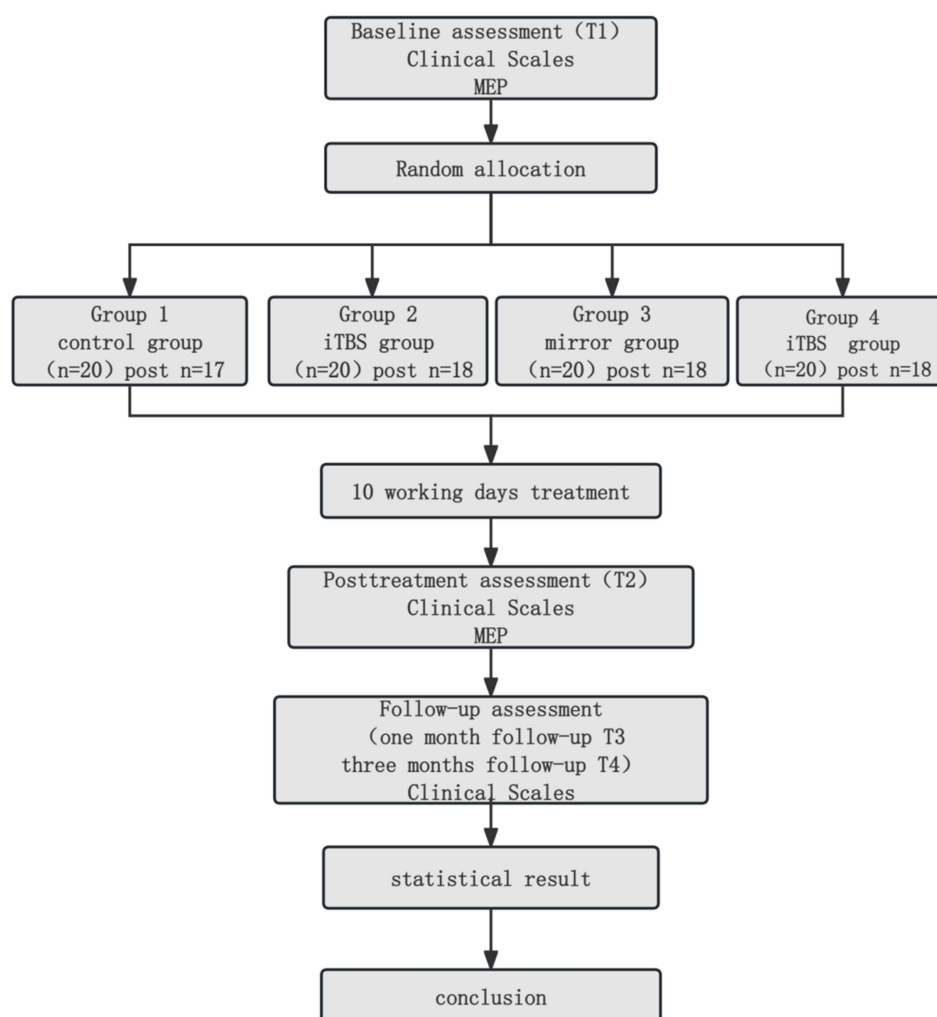 Baseline assessment (T1)
Clinical Scales
MEP
Random allocation
Group 1
control group
(n=20) post n=17
Group 2
iTBS group
(n=20) post n=18
Group 3
mirror group
(n=20) post n=18
Group 4
iTBS group
(n=20) post n=18
10 working days treatment
Posttreatment assessment (T2)
Clinical Scales
MEP
Follow-up assessment
(one month follow-up T3
three months follow-up T4)
Clinical Scales
statistical result
conclusion